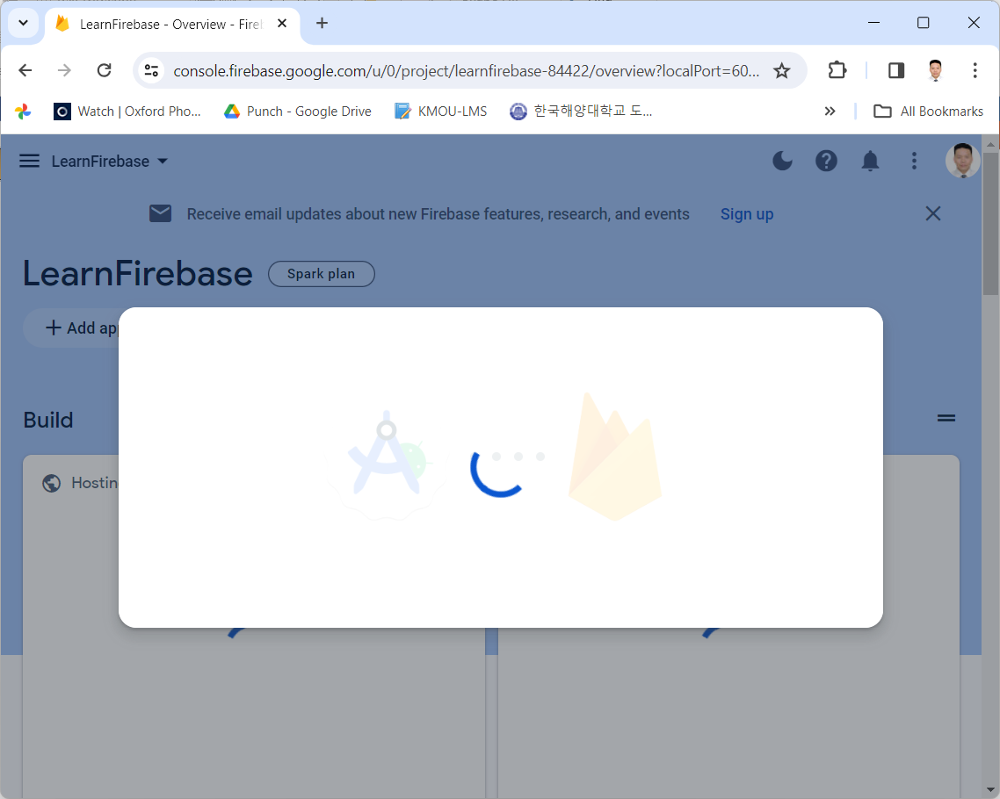 LearnFirebase - Overview - Fire
console.firebase.google.com/u/0/project/learnfirebase-84422/overview?localPort=60...
Watch | Oxford Pho... Punch - Google Drive KMOU-LMS 한국해양대학교 도... All Bookmarks
LearnFirebase
Receive email updates about new Firebase features, research, and events Sign up
LearnFirebase Spark plan
+ Add app
Build
Hosting